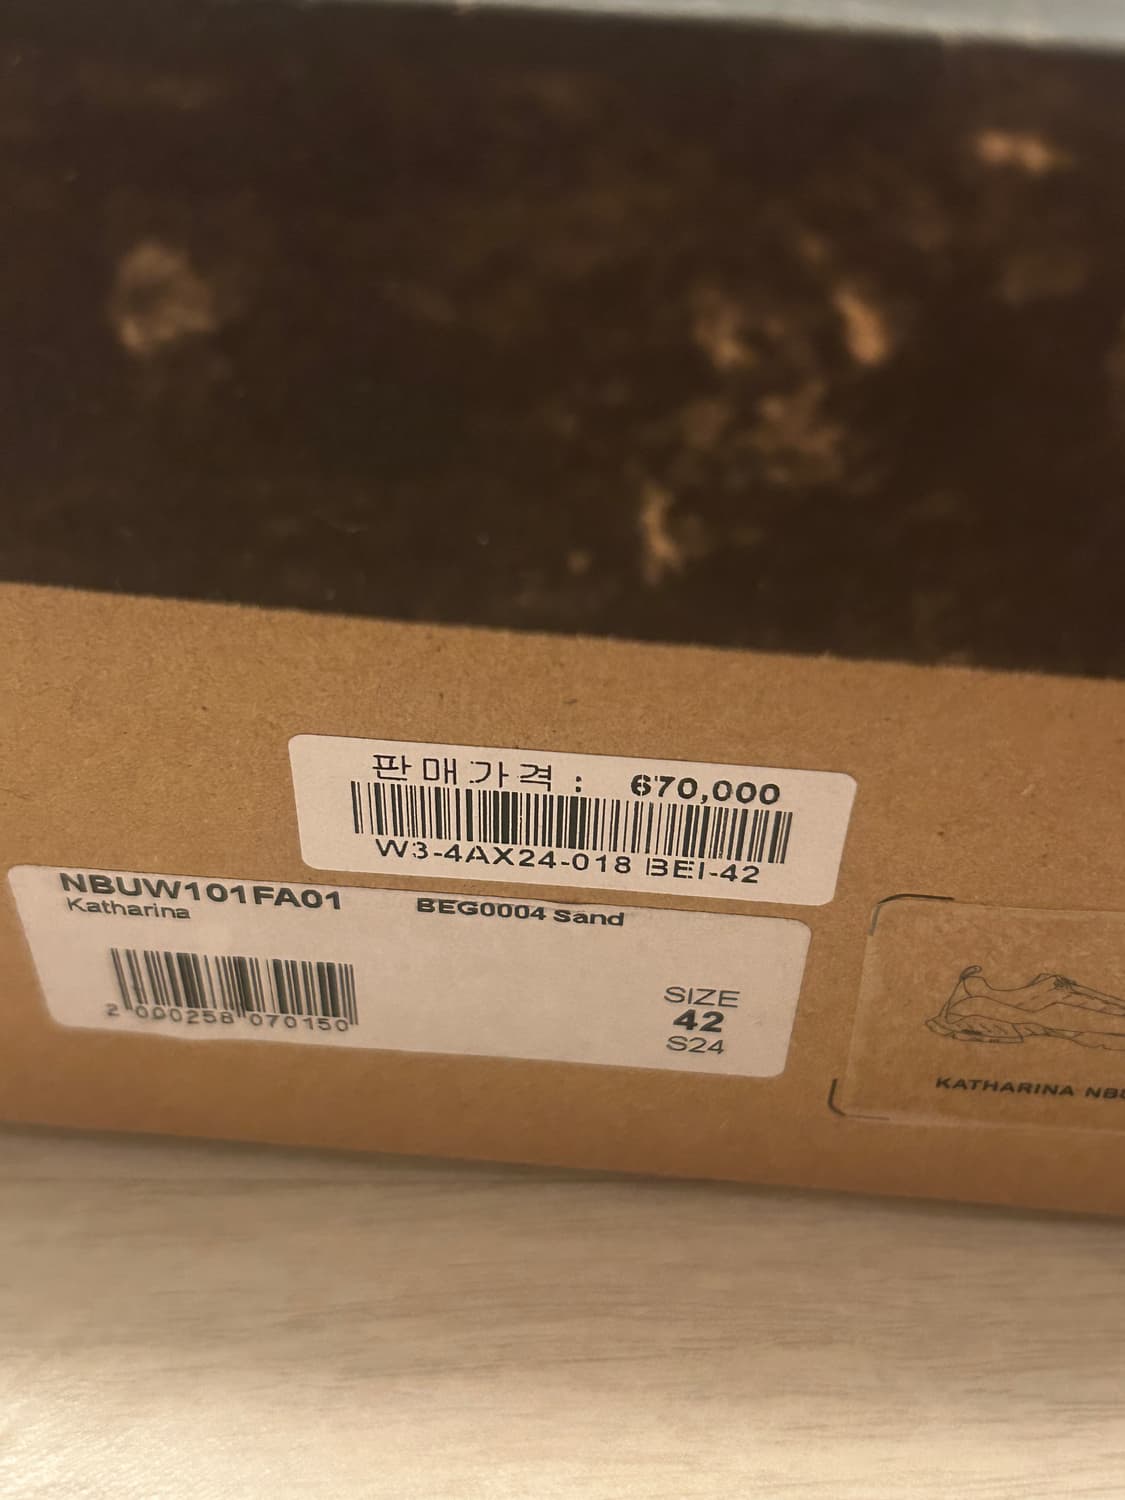 판매가격 : 670,000
W3-4AX24-018 BEI-42
NBUW101FA01
Katharina
BEG0004 Sand
2 000258 070150
SIZE
42
S24
KATHARINA